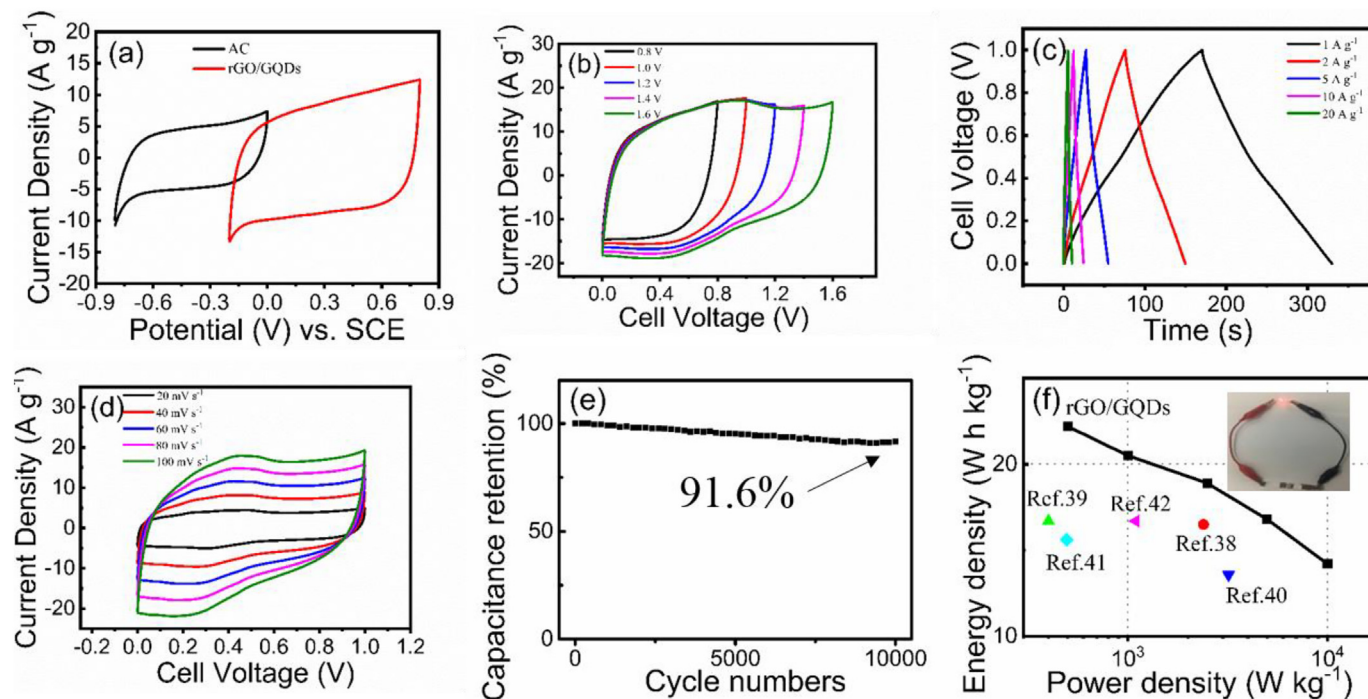 (a)
AC
rGO/GQDs
Current Density (A g⁻¹)
20
15
10
5
0
-5
-10
-15
-20
-0.9 -0.6 -0.3 0.0 0.3 0.6 0.9
Potential (V) vs. SCE
(b)
0.8 V
1.0 V
1.2 V
1.4 V
1.6 V
Current Density (A g⁻¹)
30
20
10
0
-10
-20
0.0 0.4 0.8 1.2 1.6
Cell Voltage (V)
(c)
1 A g⁻¹
2 A g⁻¹
5 A g⁻¹
10 A g⁻¹
20 A g⁻¹
Cell Voltage (V)
1.0
0.8
0.6
0.4
0.2
0.0
0 100 200 300
Time (s)
(d)
20 mV s⁻¹
40 mV s⁻¹
60 mV s⁻¹
80 mV s⁻¹
100 mV s⁻¹
Current Density (A g⁻¹)
30
20
10
0
-10
-20
-0.2 0.0 0.2 0.4 0.6 0.8 1.0 1.2
Cell Voltage (V)
(e)
91.6%
Capacitance retention (%)
100
50
0
0 5000 10000
Cycle numbers
(f)
rGO/GQDs
Ref.39
Ref.42
Ref.41
Ref.38
Ref.40
Energy density (W h kg⁻¹)
20
10
10³ 10⁴
Power density (W kg⁻¹)